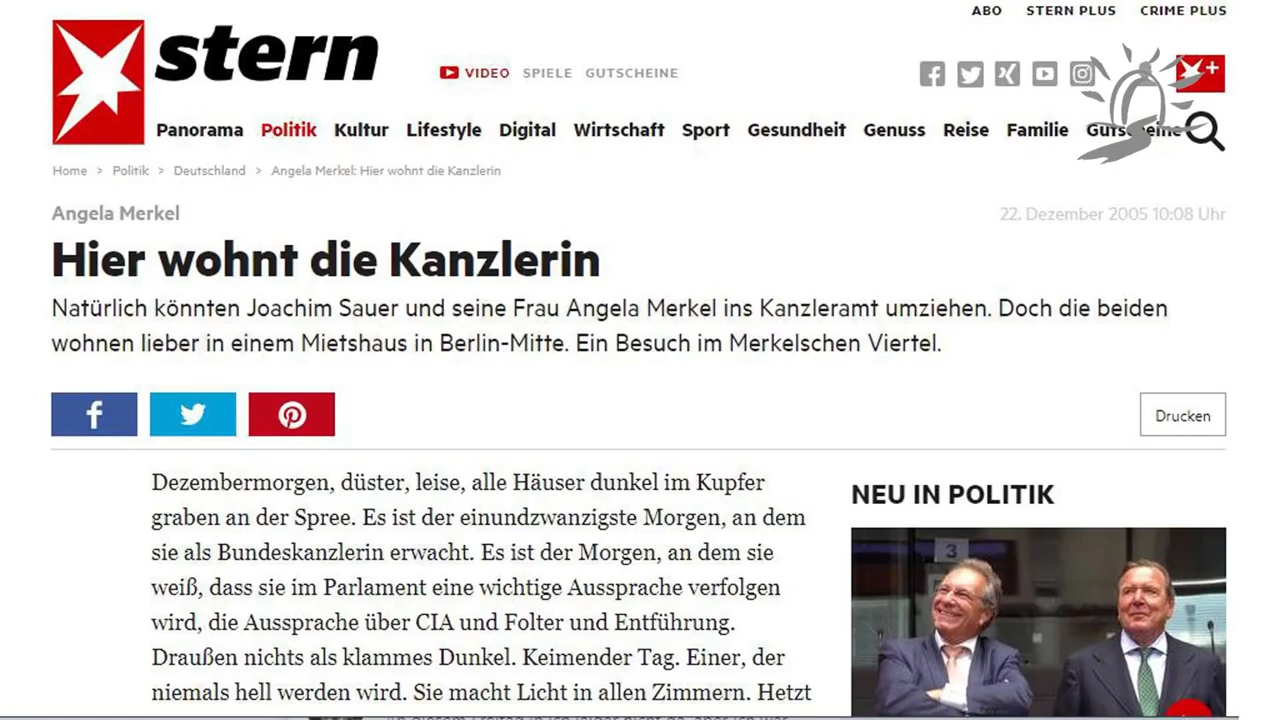 ABO STERN PLUS CRIME PLUS
stern
VIDEO SPIELE GUTSCHEINE
Panorama Politik Kultur Lifestyle Digital Wirtschaft Sport Gesundheit Genuss Reise Familie Gutscheine
Home > Politik > Deutschland > Angela Merkel: Hier wohnt die Kanzlerin
Angela Merkel
22. Dezember 2005 10:08 Uhr
Hier wohnt die Kanzlerin
Natürlich könnten Joachim Sauer und seine Frau Angela Merkel ins Kanzleramt umziehen. Doch die beiden
wohnen lieber in einem Mietshaus in Berlin-Mitte. Ein Besuch im Merkelschen Viertel.
Drucken
Dezembermorgen, düster, leise, alle Häuser dunkel im Kupfer
graben an der Spree. Es ist der einundzwanzigste Morgen, an dem
sie als Bundeskanzlerin erwacht. Es ist der Morgen, an dem sie
weiß, dass sie im Parlament eine wichtige Aussprache verfolgen
wird, die Aussprache über CIA und Folter und Entführung.
Draußen nichts als klammes Dunkel. Keimender Tag. Einer, der
niemals hell werden wird. Sie macht Licht in allen Zimmern. Hetzt
NEU IN POLITIK
3